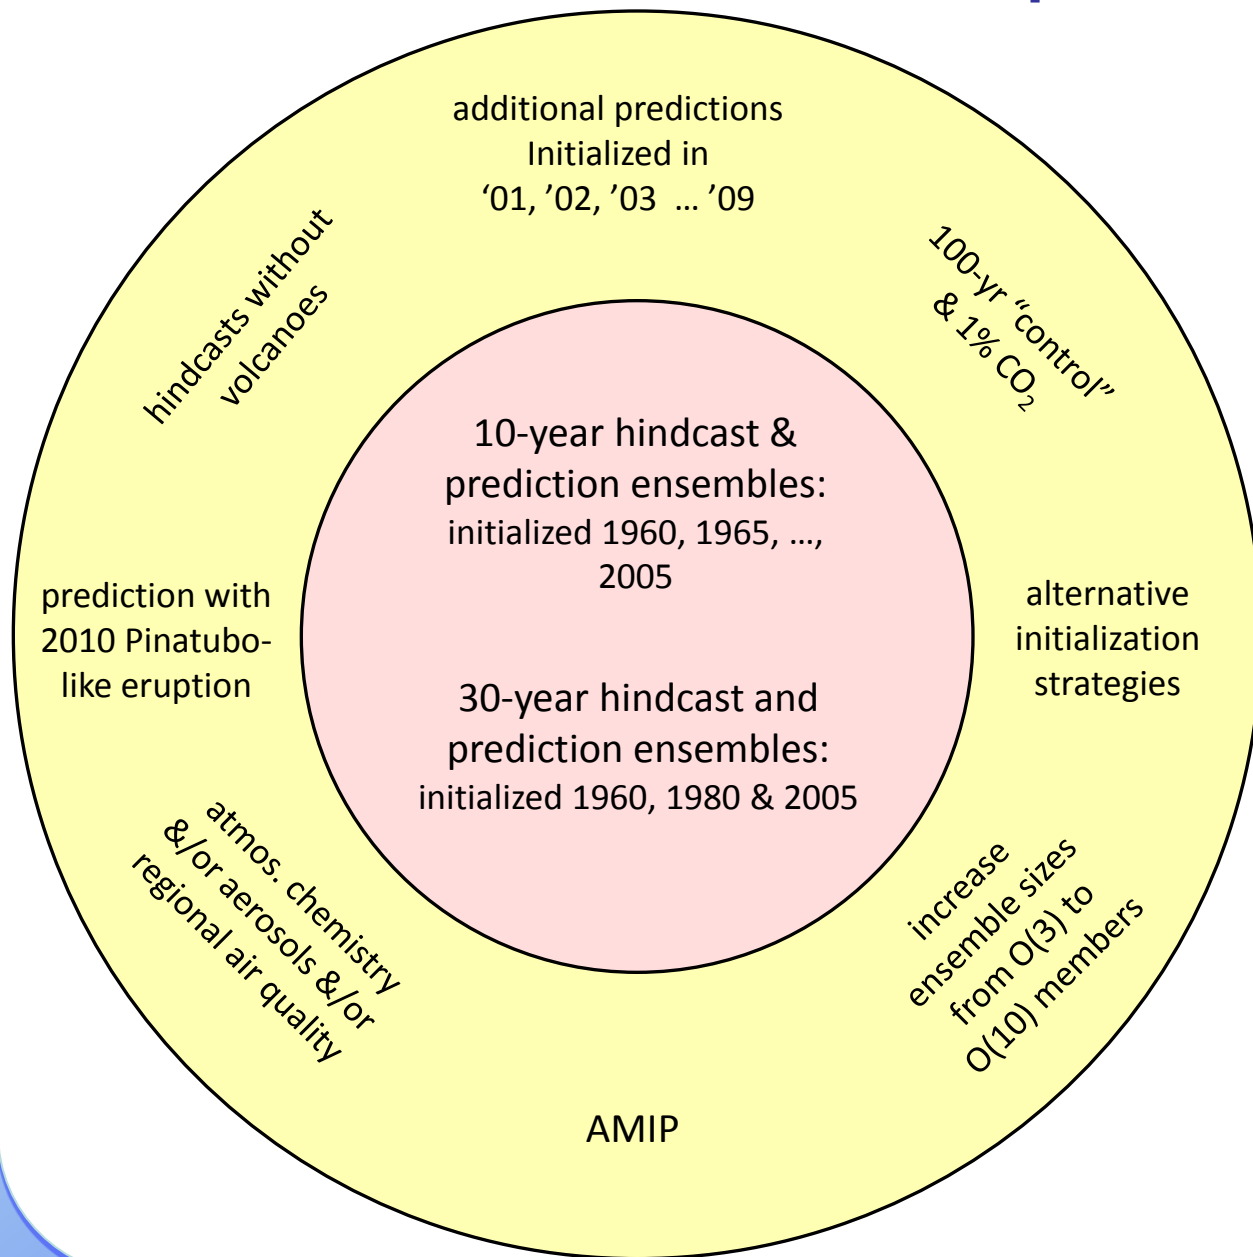 additional predictions
Initialized in
‘01, ’02, ’03 … ’09
hindcasts without
volcanoes
100-yr “control”
& 1% CO₂
10-year hindcast &
prediction ensembles:
initialized 1960, 1965, …,
2005
prediction with
2010 Pinatubo-
like eruption
alternative
initialization
strategies
30-year hindcast and
prediction ensembles:
initialized 1960, 1980 & 2005
atmos. chemistry
&/or aerosols &/or
regional air quality
increase
ensemble sizes
from O(3) to
O(10) members
AMIP